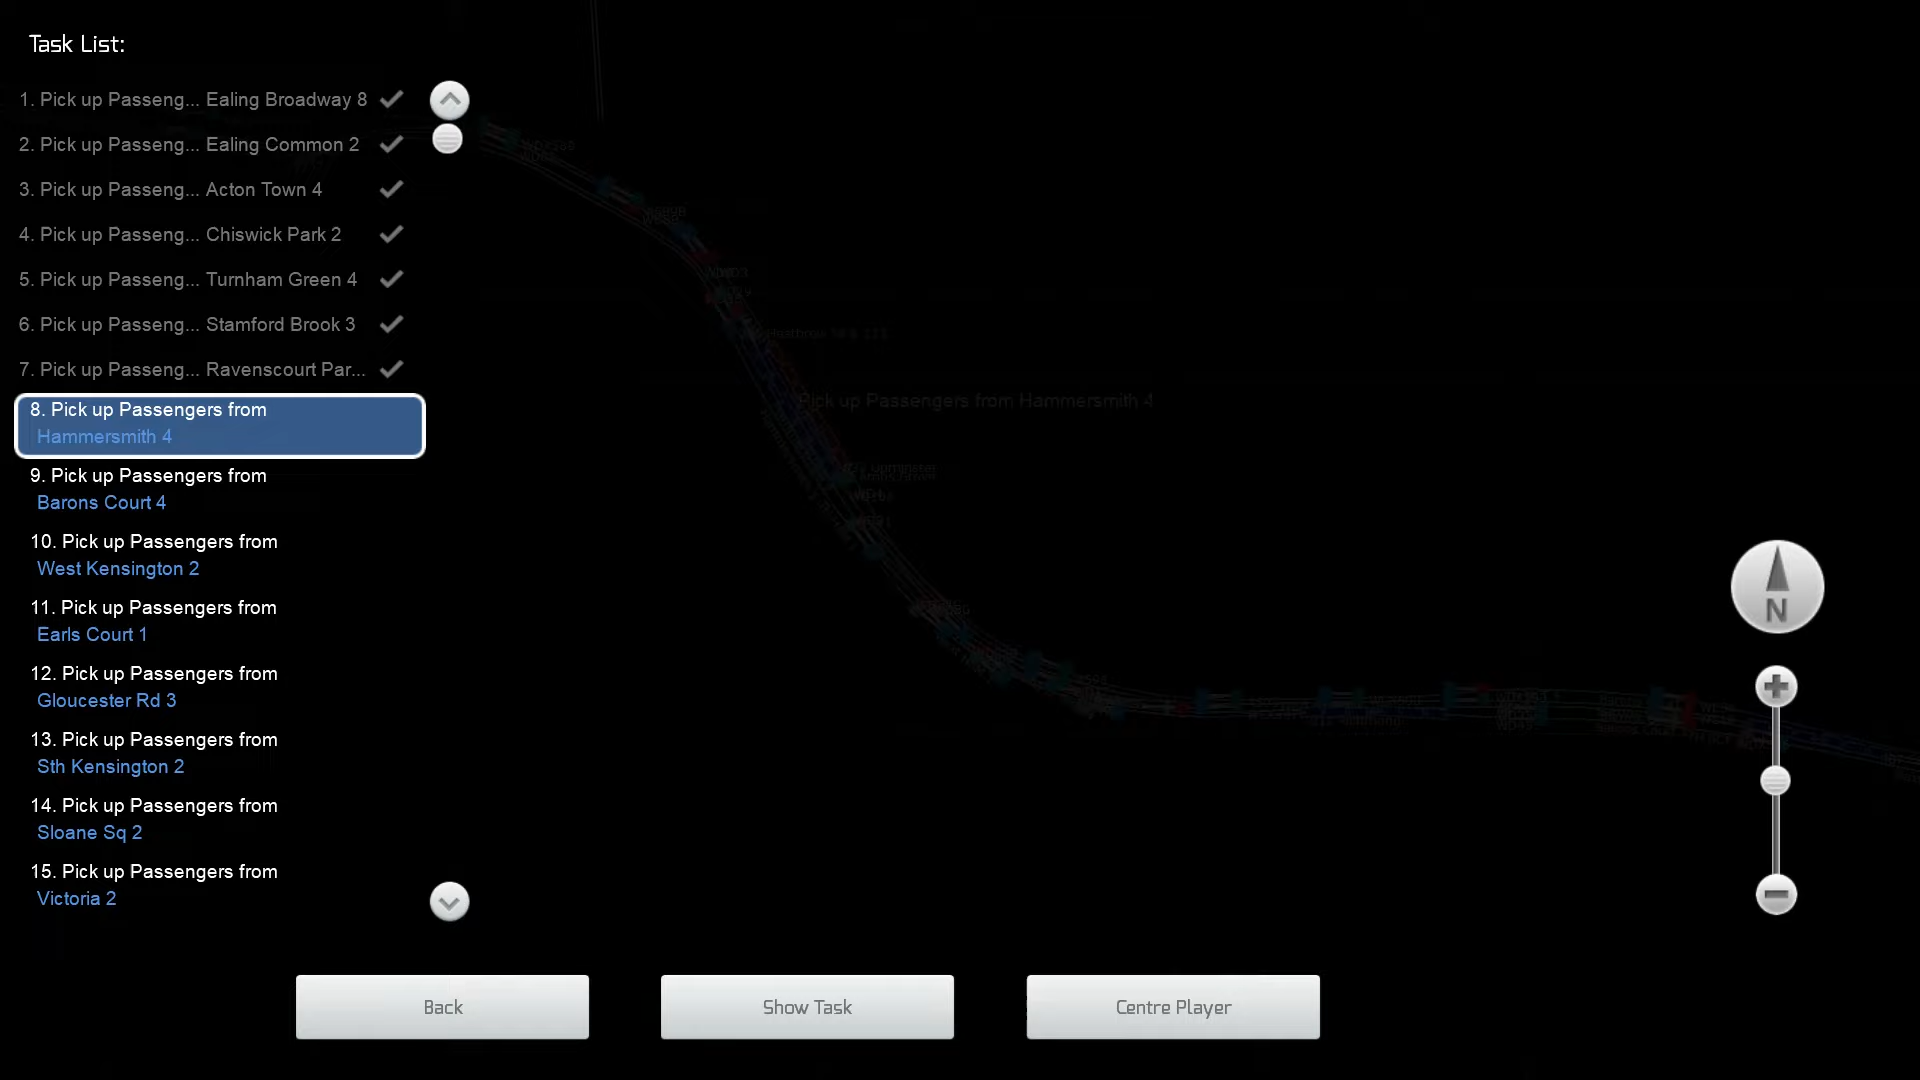 Task List:
1. Pick up Passeng... Ealing Broadway 8
2. Pick up Passeng... Ealing Common 2
3. Pick up Passeng... Acton Town 4
4. Pick up Passeng... Chiswick Park 2
5. Pick up Passeng... Turnham Green 4
6. Pick up Passeng... Stamford Brook 3
7. Pick up Passeng... Ravenscourt Par...
8. Pick up Passengers from
Hammersmith 4
9. Pick up Passengers from
Barons Court 4
10. Pick up Passengers from
West Kensington 2
11. Pick up Passengers from
Earls Court 1
12. Pick up Passengers from
Gloucester Rd 3
13. Pick up Passengers from
Sth Kensington 2
14. Pick up Passengers from
Sloane Sq 2
15. Pick up Passengers from
Victoria 2
Pick up Passengers from Hammersmith 4
N
Back
Show Task
Centre Player